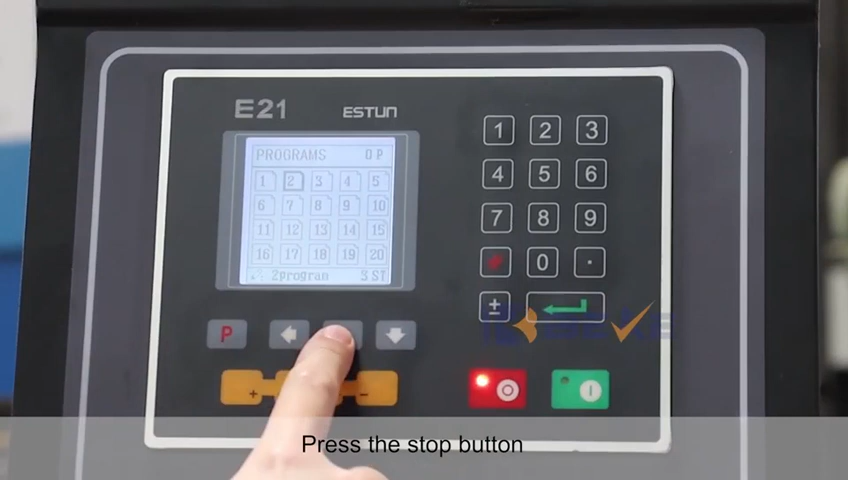 E21 ESTUN
PROGRAMS 0 P
1 2 3 4 5
6 7 8 9 10
11 12 13 14 15
16 17 18 19 20
2program 3 ST
1 2 3
4 5 6
7 8 9
0 .
±
P
+ -
Press the stop button